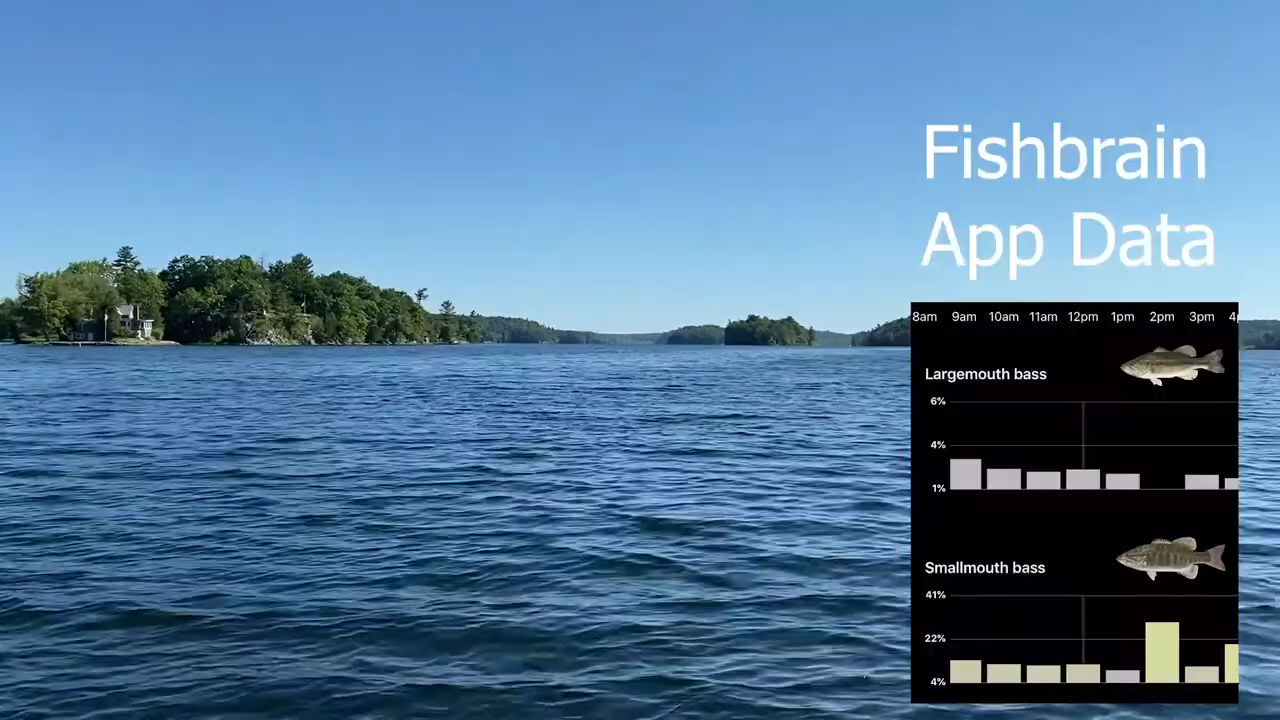 Fishbrain
App Data
8am 9am 10am 11am 12pm 1pm 2pm 3pm
Largemouth bass
6%
4%
1%
Smallmouth bass
41%
22%
4%